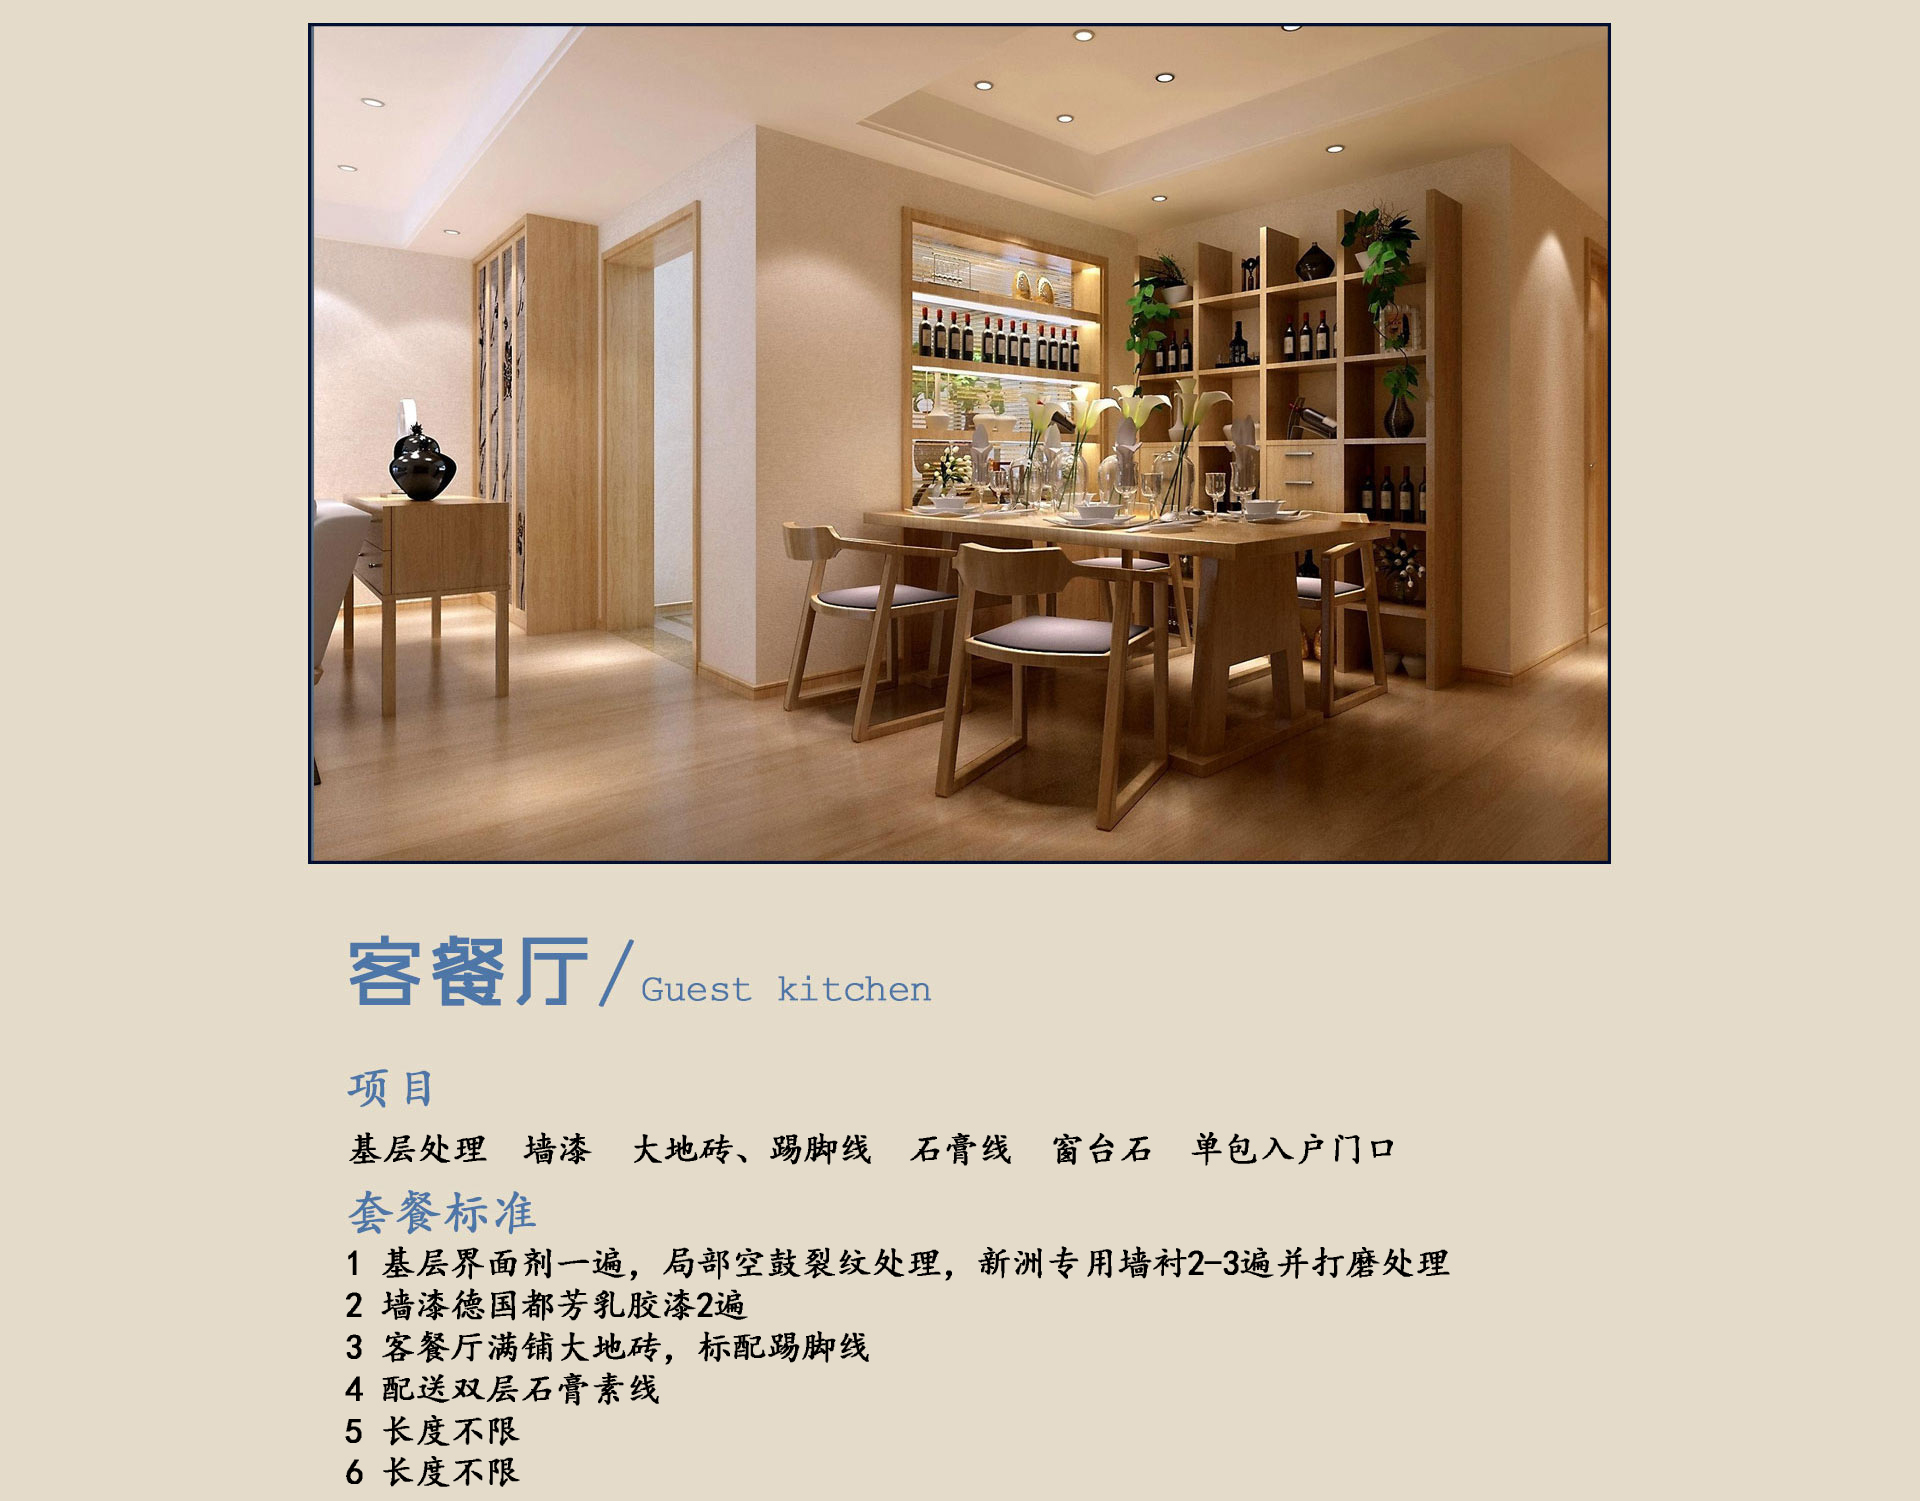 客餐厅/Guest kitchen
项目
基层处理 墙漆 大地砖、踢脚线 石膏线 窗台石 单包入户门口
套餐标准
1 基层界面剂一遍，局部空鼓裂纹处理，新洲专用墙衬2-3遍并打磨处理
2 墙漆德国都芳乳胶漆2遍
3 客餐厅满铺大地砖，标配踢脚线
4 配送双层石膏素线
5 长度不限
6 长度不限